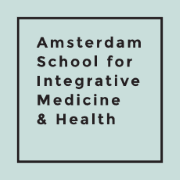 Amsterdam
School for
Integrative
Medicine
& Health